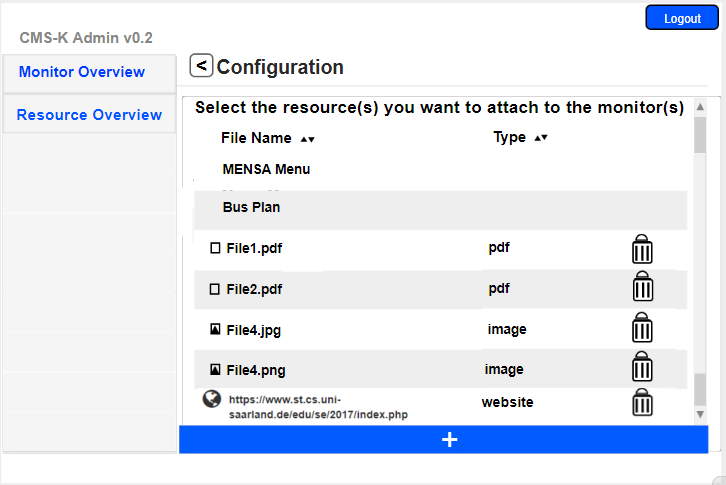 Logout
CMS-K Admin v0.2
Monitor Overview
Resource Overview
< Configuration
Select the resource(s) you want to attach to the monitor(s)
File Name Type
MENSA Menu
Bus Plan
File1.pdf pdf
File2.pdf pdf
File4.jpg image
File4.png image
https://www.st.cs.uni-
saarland.de/edu/se/2017/index.php website
+